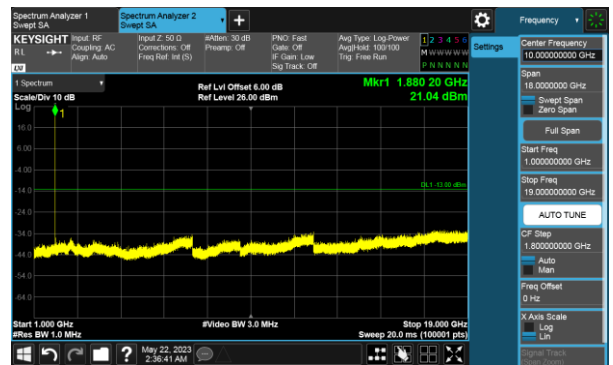 Spectrum Analyzer 1
Swept SA
Spectrum Analyzer 2
Swept SA
+
Frequency
KEYSIGHT
RL
Input: RF
Coupling: AC
Align: Auto
Input Z: 50 Ω
Corrections: Off
Freq Ref: Int (S)
#Atten: 30 dB
Preamp: Off
PNO: Fast
Gate: Off
IF Gain: Low
Sig Track: Off
Avg Type: Log-Power
Avg|Hold: 100/100
Trig: Free Run
1 2 3 4 5 6
M W W W W W
P N N N N N
LXI
1 Spectrum
Scale/Div 10 dB
Log
Ref Lvl Offset 6.00 dB
Ref Level 26.00 dBm
Mkr1 1.880 20 GHz
21.04 dBm
1
16.0
6.00
-4.00
-14.0
-24.0
-34.0
-44.0
-54.0
-64.0
DL1 -13.00 dBm
Start 1.000 GHz
#Res BW 1.0 MHz
#Video BW 3.0 MHz
Stop 19.000 GHz
Sweep 20.0 ms (100001 pts)
?
May 22, 2023
2:36:41 AM
Settings
Center Frequency
10.000000000 GHz
Span
18.0000000 GHz
Swept Span
Zero Span
Full Span
Start Freq
1.000000000 GHz
Stop Freq
19.000000000 GHz
AUTO TUNE
CF Step
1.800000000 GHz
Auto
Man
Freq Offset
0 Hz
X Axis Scale
Log
Lin
Signal Track
(Span Zoom)